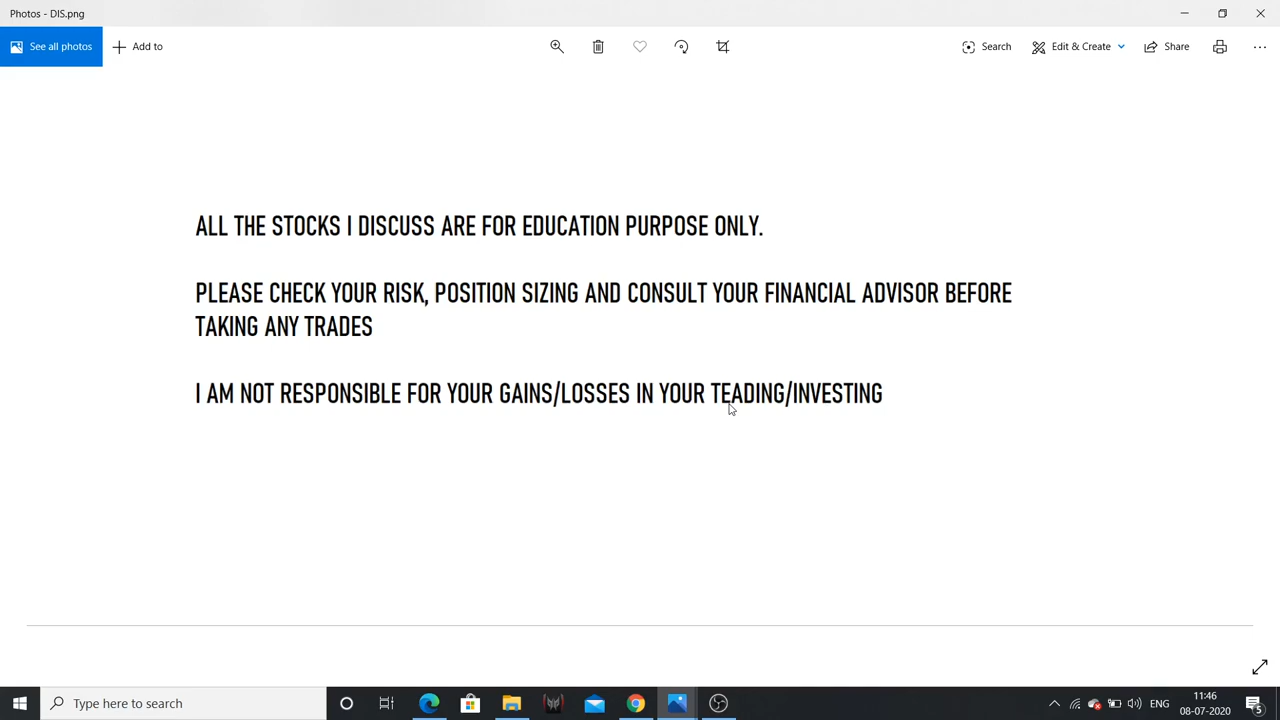 Photos - DIS.png
See all photos
Add to
Search
Edit & Create
Share
ALL THE STOCKS I DISCUSS ARE FOR EDUCATION PURPOSE ONLY.
PLEASE CHECK YOUR RISK, POSITION SIZING AND CONSULT YOUR FINANCIAL ADVISOR BEFORE
TAKING ANY TRADES
I AM NOT RESPONSIBLE FOR YOUR GAINS/LOSSES IN YOUR TEADING/INVESTING
Type here to search
ENG
11:46
08-07-2020
5